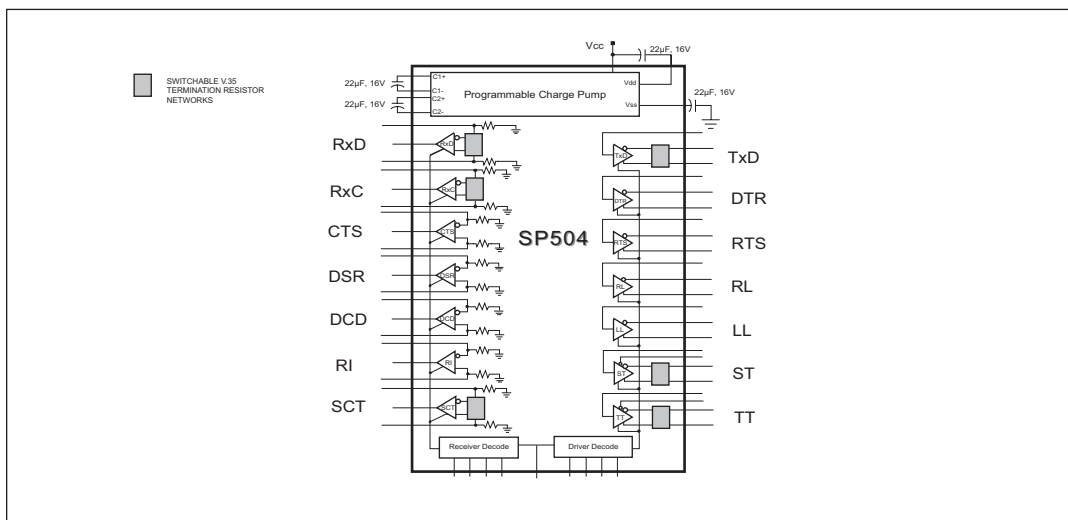 SWITCHABLE V.35
TERMINATION RESISTOR
NETWORKS
Vcc
22µF, 16V
22µF, 16V
C1+
C1-
C2+
C2-
22µF, 16V
Programmable Charge Pump
Vdd
Vss
22µF, 16V
RxD
RxD
RxC
RxC
CTS
CTS
DSR
DSR
DCD
DCD
RI
RI
SCT
SCT
SP504
TxD
TxD
DTR
DTR
RTS
RTS
RL
RL
LL
LL
ST
ST
TT
TT
Receiver Decode
Driver Decode